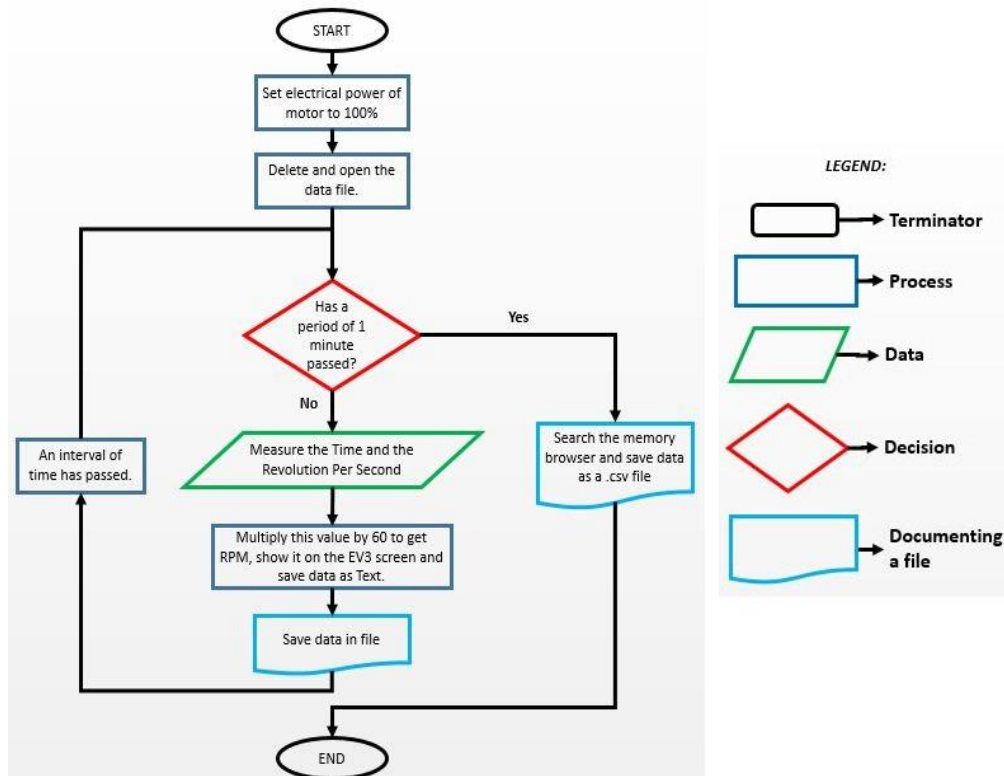 START
Set electrical power of
motor to 100%
Delete and open the
data file.
Has a
period of 1
minute
passed?
Yes
No
Measure the Time and the
Revolution Per Second
Multiply this value by 60 to get
RPM, show it on the EV3 screen and
save data as Text.
Save data in file
An interval of
time has passed.
Search the memory
browser and save data
as a .csv file
END
LEGEND:
Terminator
Process
Data
Decision
Documenting
a file